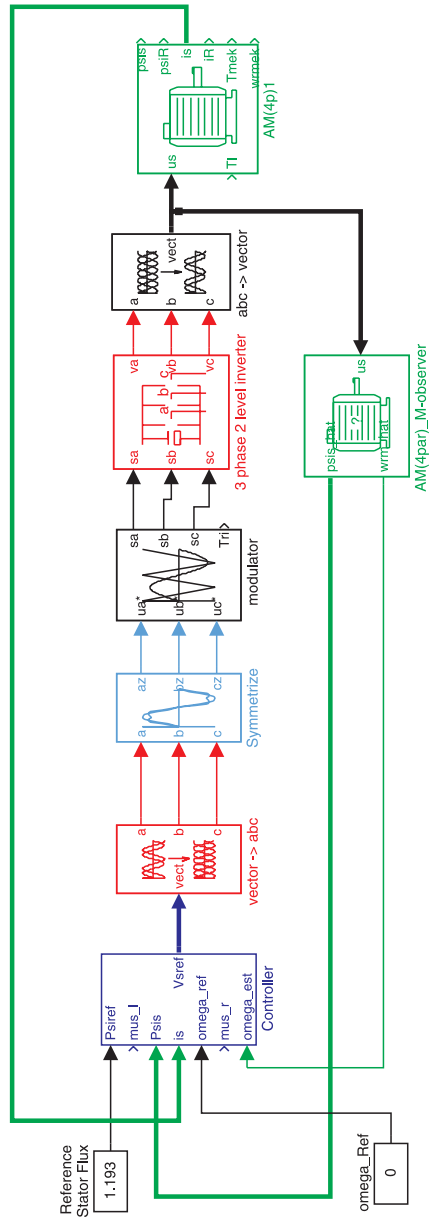 Reference
Stator Flux
1.193
omega_Ref
0
Psiref
mus_l
Psis
is
omega_ref
mus_r
omega_est
Vsref
Controller
vect
a
b
c
vector -> abc
a
b
c
az
bz
cz
Symmetrize
ua*
ub*
uc*
sa
sb
sc
Tri
modulator
sa
sb
sc
a
b
c
va
vb
vc
3 phase 2 level inverter
a
b
c
vect
abc -> vector
us
Tl
psiS
psiR
is
iR
Tmek
wrmek
AM(4p)1
us
psis_hat
wrm_hat
?
AM(4par)_M-observer